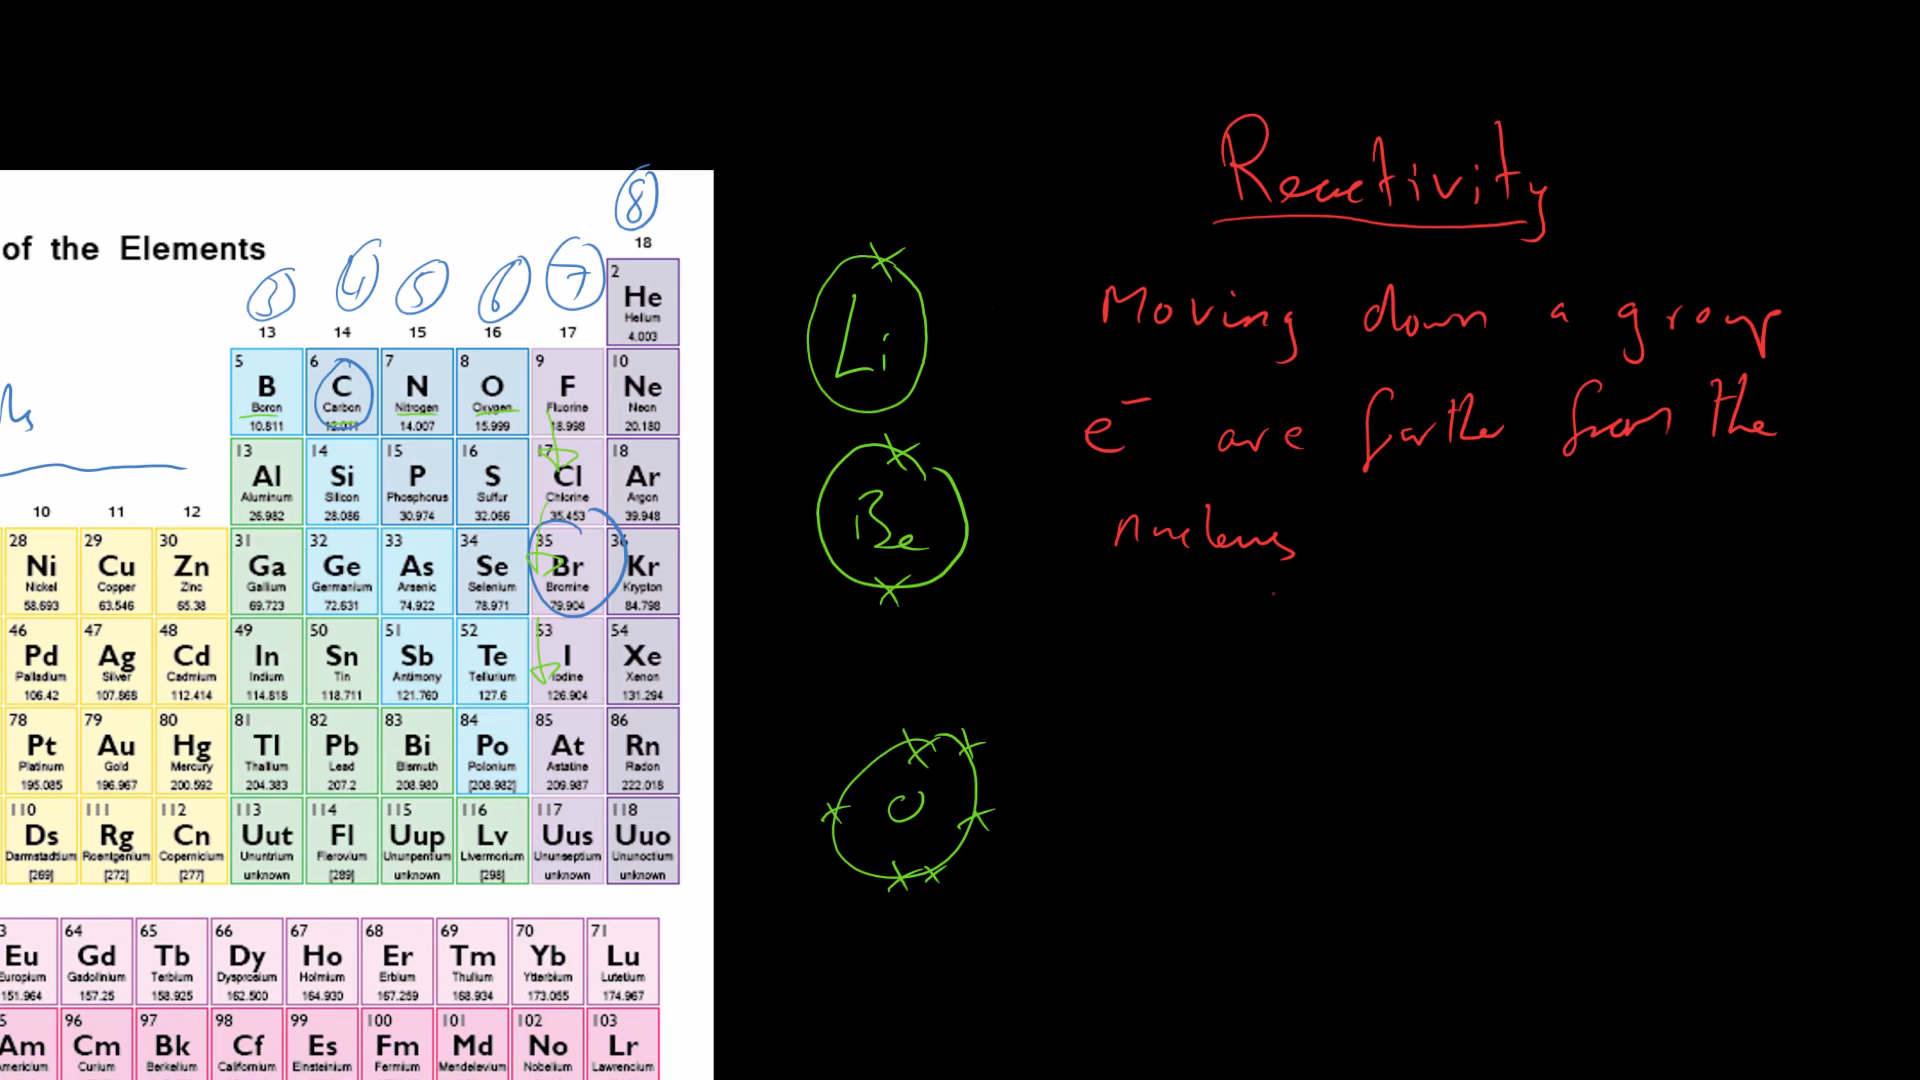 Reactivity
Moving down a group
e⁻ are further from the
nucleus
Li
Be
O
of the Elements
8
18
3 4 5 6 7
13 14 15 16 17
2
He
Helium
4.003
5 6 7 8 9 10
B C N O F Ne
Boron Carbon Nitrogen Oxygen Fluorine Neon
10.811 12.011 14.007 15.999 18.998 20.180
13 14 15 16 17 18
Al Si P S Cl Ar
Aluminum Silicon Phosphorus Sulfur Chlorine Argon
26.982 28.086 30.974 32.066 35.453 39.948
10 11 12
28 29 30 31 32 33 34 35 36
Ni Cu Zn Ga Ge As Se Br Kr
Nickel Copper Zinc Gallium Germanium Arsenic Selenium Bromine Krypton
58.693 63.546 65.38 69.723 72.631 74.922 78.971 79.904 84.798
46 47 48 49 50 51 52 53 54
Pd Ag Cd In Sn Sb Te I Xe
Palladium Silver Cadmium Indium Tin Antimony Tellurium Iodine Xenon
106.42 107.868 112.414 114.818 118.711 121.760 127.6 126.904 131.294
78 79 80 81 82 83 84 85 86
Pt Au Hg Tl Pb Bi Po At Rn
Platinum Gold Mercury Thallium Lead Bismuth Polonium Astatine Radon
195.085 196.967 200.592 204.383 207.2 208.980 [208.982] 209.987 222.018
110 111 112 113 114 115 116 117 118
Ds Rg Cn Uut Fl Uup Lv Uus Uuo
Darmstadtium Roentgenium Copernicium Ununtrium Flerovium Ununpentium Livermorium Ununseptium Ununoctium
[269] [272] [277] unknown [289] unknown [298] unknown unknown
3 64 65 66 67 68 69 70 71
Eu Gd Tb Dy Ho Er Tm Yb Lu
Europium Gadolinium Terbium Dysprosium Holmium Erbium Thulium Ytterbium Lutetium
151.964 157.25 158.925 162.500 164.930 167.259 168.934 173.055 174.967
5 96 97 98 99 100 101 102 103
Am Cm Bk Cf Es Fm Md No Lr
Americium Curium Berkelium Californium Einsteinium Fermium Mendelevium Nobelium Lawrencium